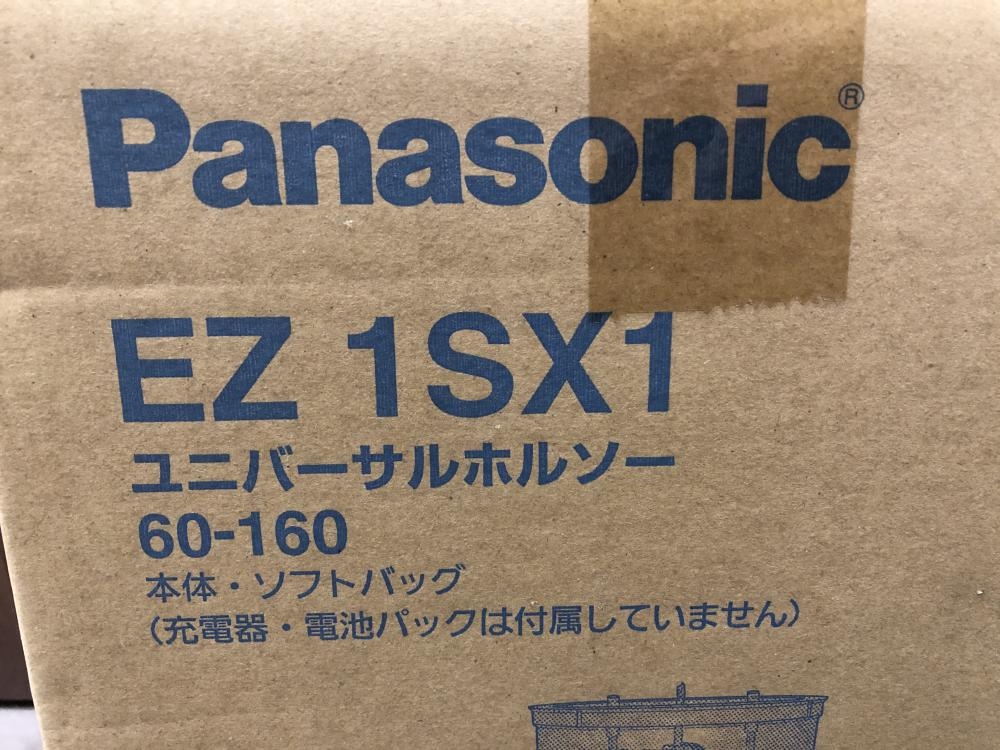 Panasonic®
EZ 1SX1
ユニバーサルホルソー
60-160
本体・ソフトバッグ
（充電器・電池パックは付属していません）